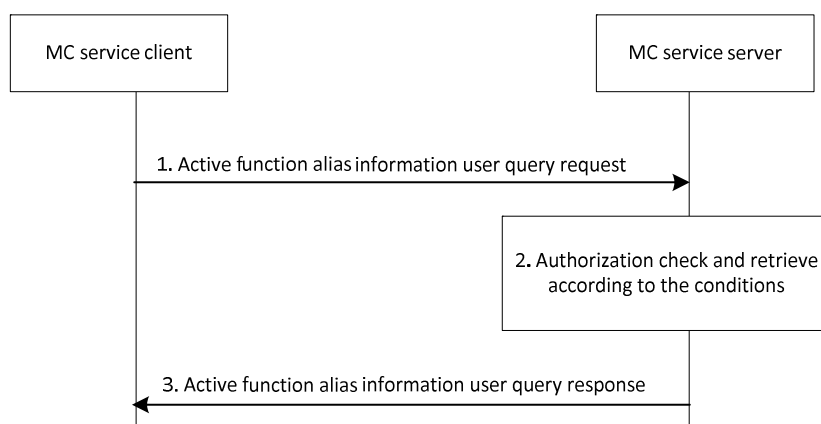 MC service client
MC service server
1. Active function alias information user query request
2. Authorization check and retrieve
according to the conditions
3. Active function alias information user query response